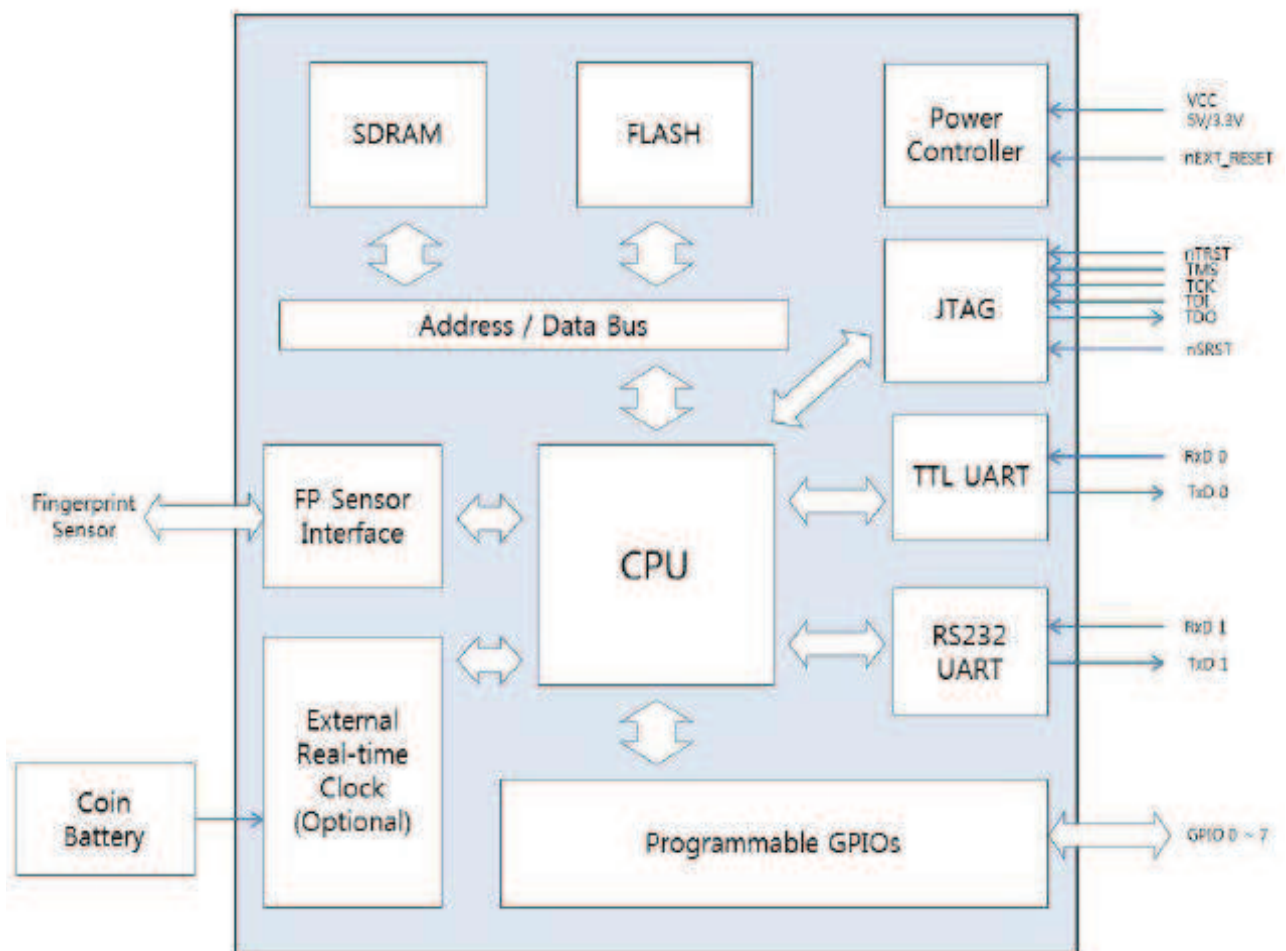 SDRAM
FLASH
Power
Controller
VCC
5V/3.3V
nEXT_RESET
Address / Data Bus
JTAG
nTRST
TMS
TCK
TDI
TDO
nSRST
Fingerprint
Sensor
FP Sensor
Interface
CPU
TTL UART
RxD 0
TxD 0
RS232
UART
RxD 1
TxD 1
External
Real-time
Clock
(Optional)
Coin
Battery
Programmable GPIOs
GPIO 0 ~ 7